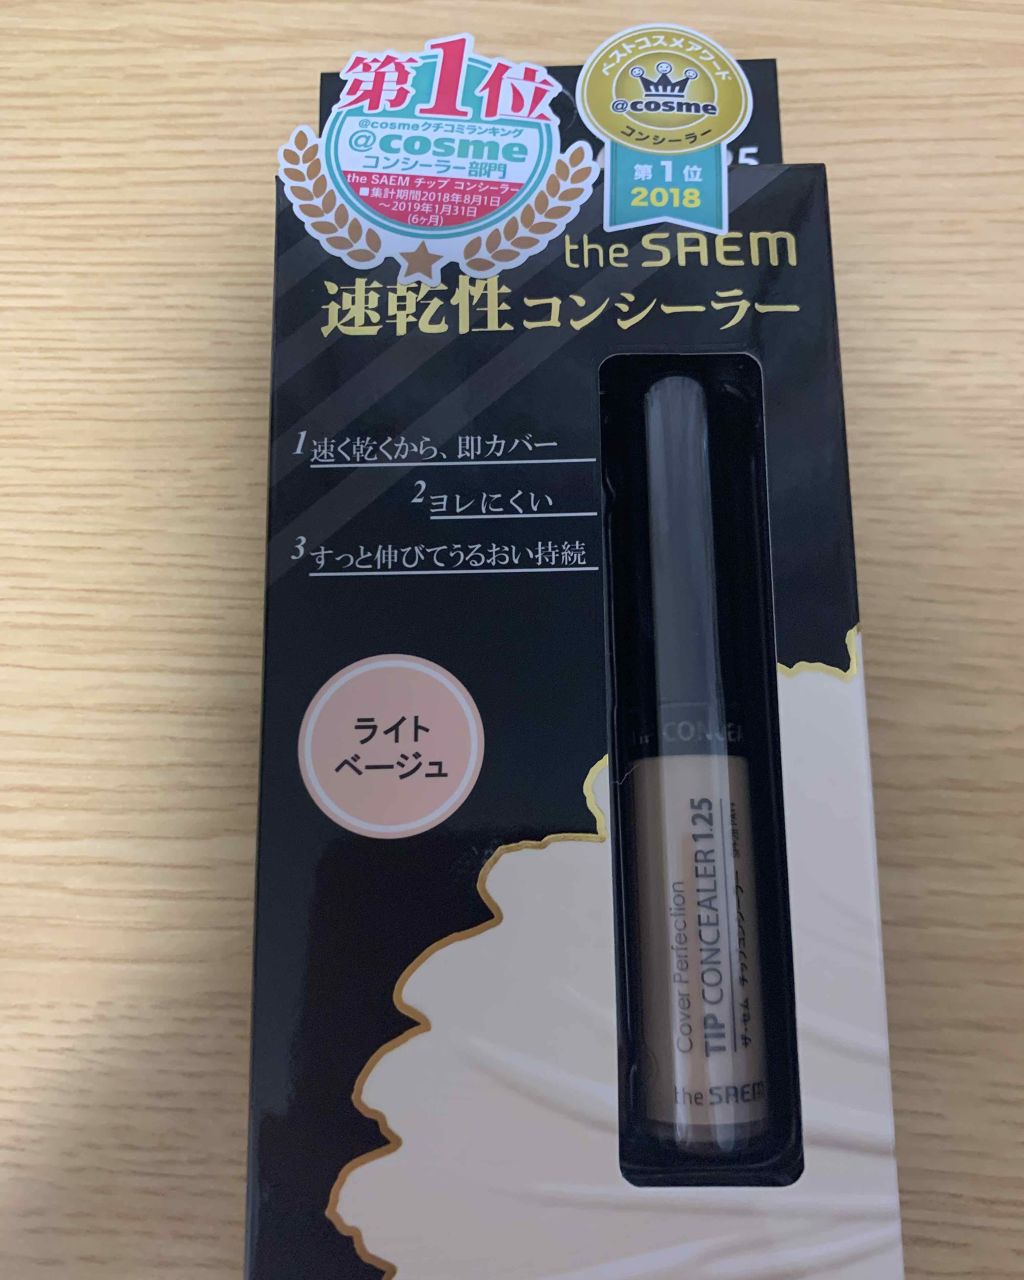 第1位
@cosmeクチコミランキング
@cosme
コンシーラー部門
the SAEM チップ コンシーラー
■集計期間2018年8月1日
～2019年1月31日
(6ヶ月)
ベストコスメアワード
@cosme
コンシーラー
第1位
2018
25
the SAEM
速乾性コンシーラー
1 速く乾くから、即カバー
2 ヨレにくい
3 すっと伸びてうるおい持続
ライト
ベージュ
Cover Perfection
TIP CONCEALER 1.25
ザ・セム チップコンシーラー
the SAEM